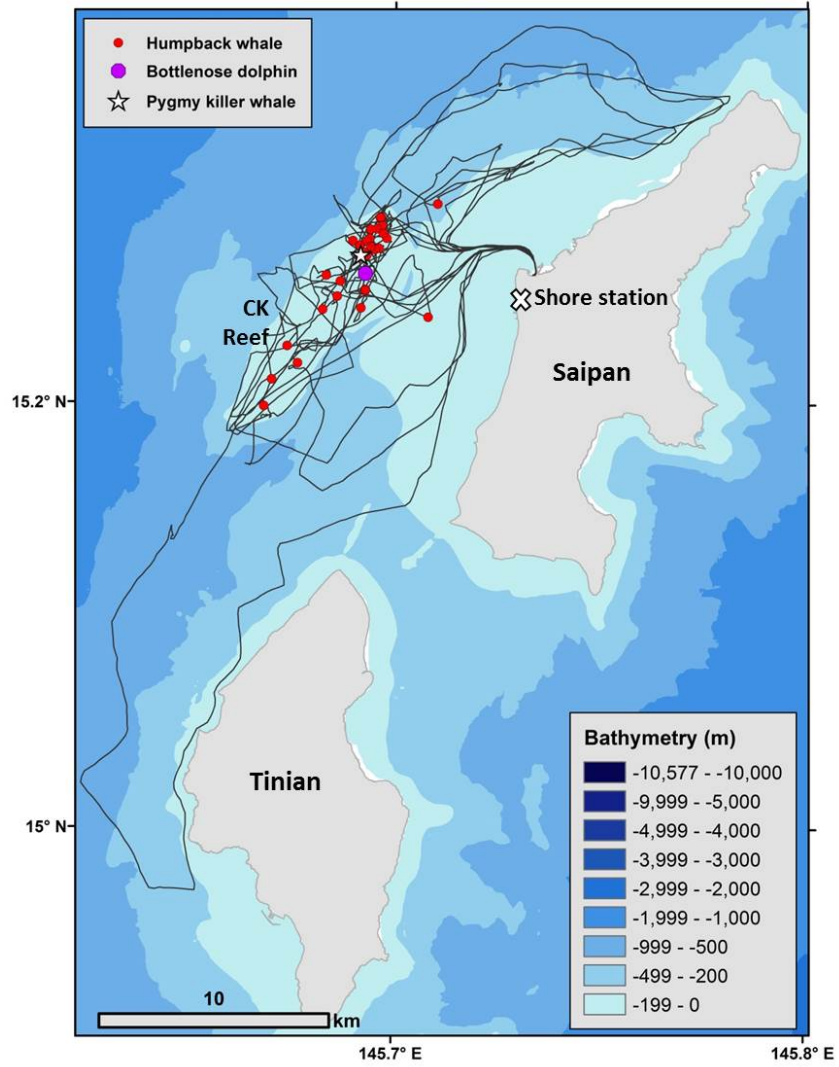 Humpback whale
Bottlenose dolphin
Pygmy killer whale
CK
Reef
Shore station
Saipan
15.2° N
Tinian
15° N
Bathymetry (m)
-10,577 - -10,000
-9,999 - -5,000
-4,999 - -4,000
-3,999 - -3,000
-2,999 - -2,000
-1,999 - -1,000
-999 - -500
-499 - -200
-199 - 0
10
km
145.7° E
145.8° E